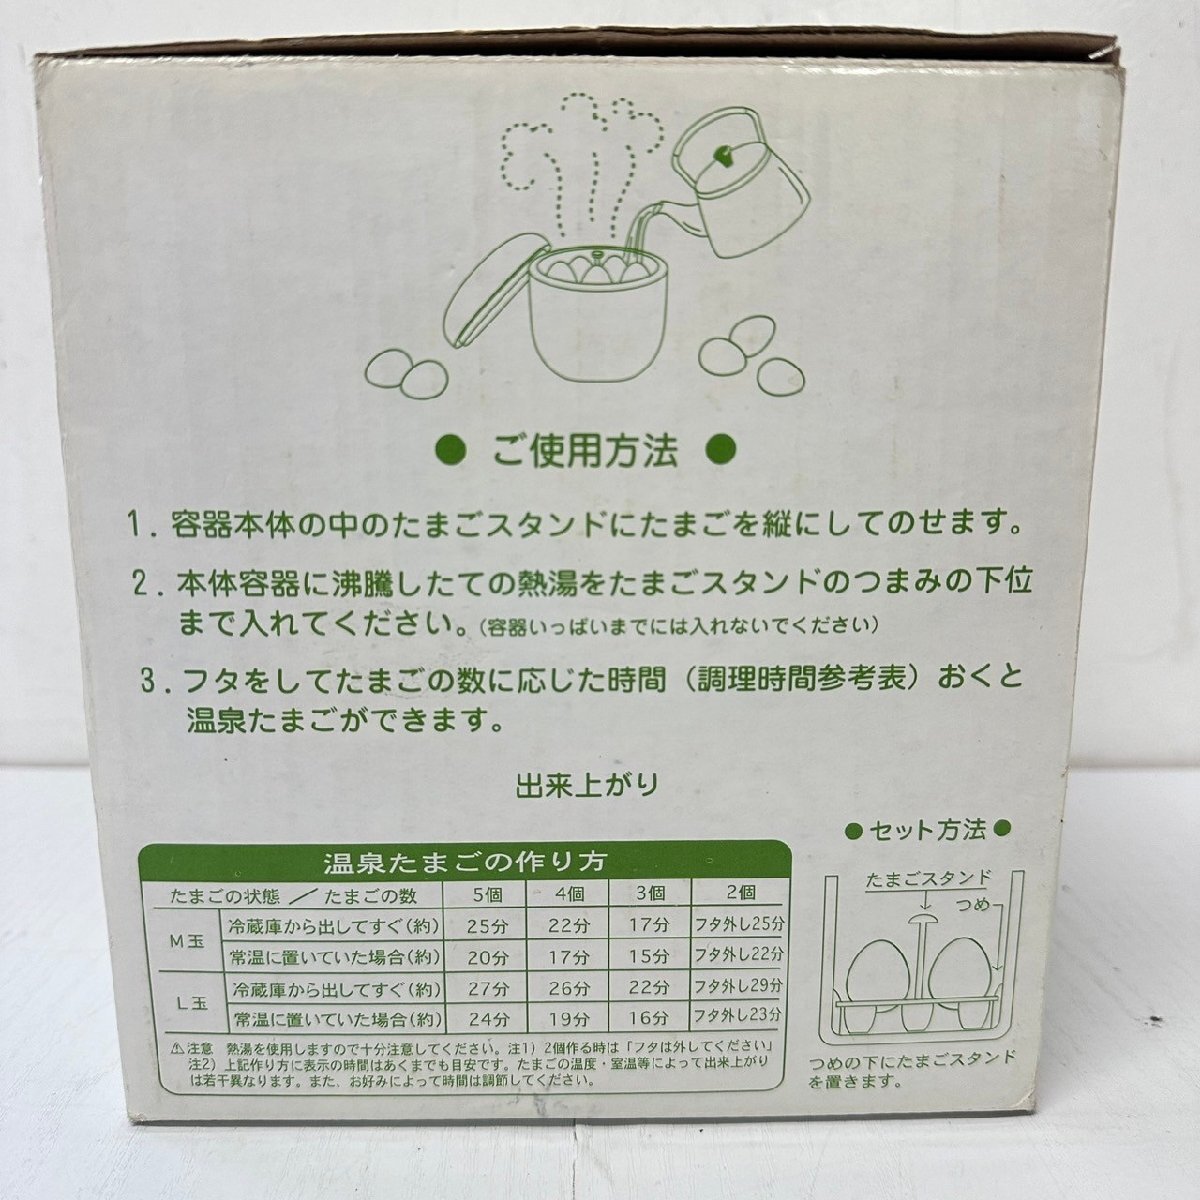 ● ご使用方法 ●
1. 容器本体の中のたまごスタンドにたまごを縦にしてのせます。
2. 本体容器に沸騰したての熱湯をたまごスタンドのつまみの下位
まで入れてください。(容器いっぱいまでには入れないでください)
3. フタをしてたまごの数に応じた時間(調理時間参考表)おくと
温泉たまごができます。
出来上がり
温泉たまごの作り方
たまごの状態/たまごの数 5個 4個 3個 2個
M玉 冷蔵庫から出してすぐ(約) 25分 22分 17分 フタ外し25分
常温に置いていた場合(約) 20分 17分 15分 フタ外し22分
L玉 冷蔵庫から出してすぐ(約) 27分 26分 22分 フタ外し29分
常温に置いていた場合(約) 24分 19分 16分 フタ外し23分
⚠注意 熱湯を使用しますので十分注意してください。注1) 2個作る時は「フタは外してください」
注2) 上記作り方に表示の時間はあくまでも目安です。たまごの温度・室温等によって出来上がり
は若干異なります。また、お好みによって時間は調節してください。
●セット方法●
たまごスタンド
つめ
つめの下にたまごスタンド
を置きます。